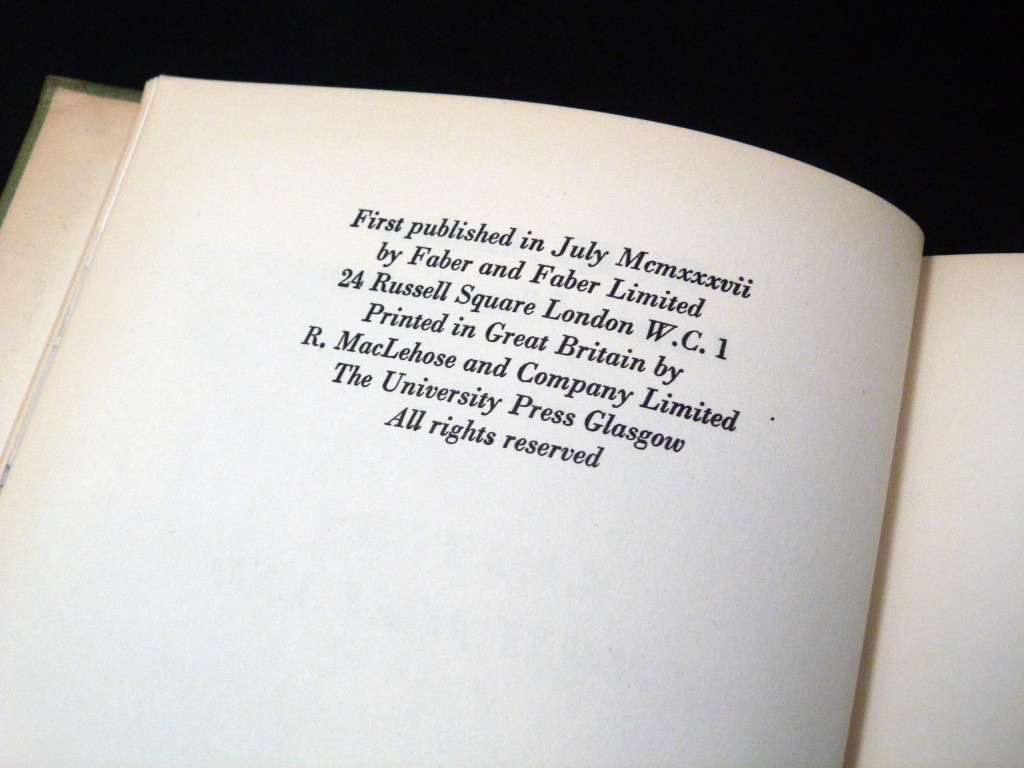 First published in July Mcmxxxvii
by Faber and Faber Limited
24 Russell Square London W.C. 1
Printed in Great Britain by
R. MacLehose and Company Limited
The University Press Glasgow
All rights reserved